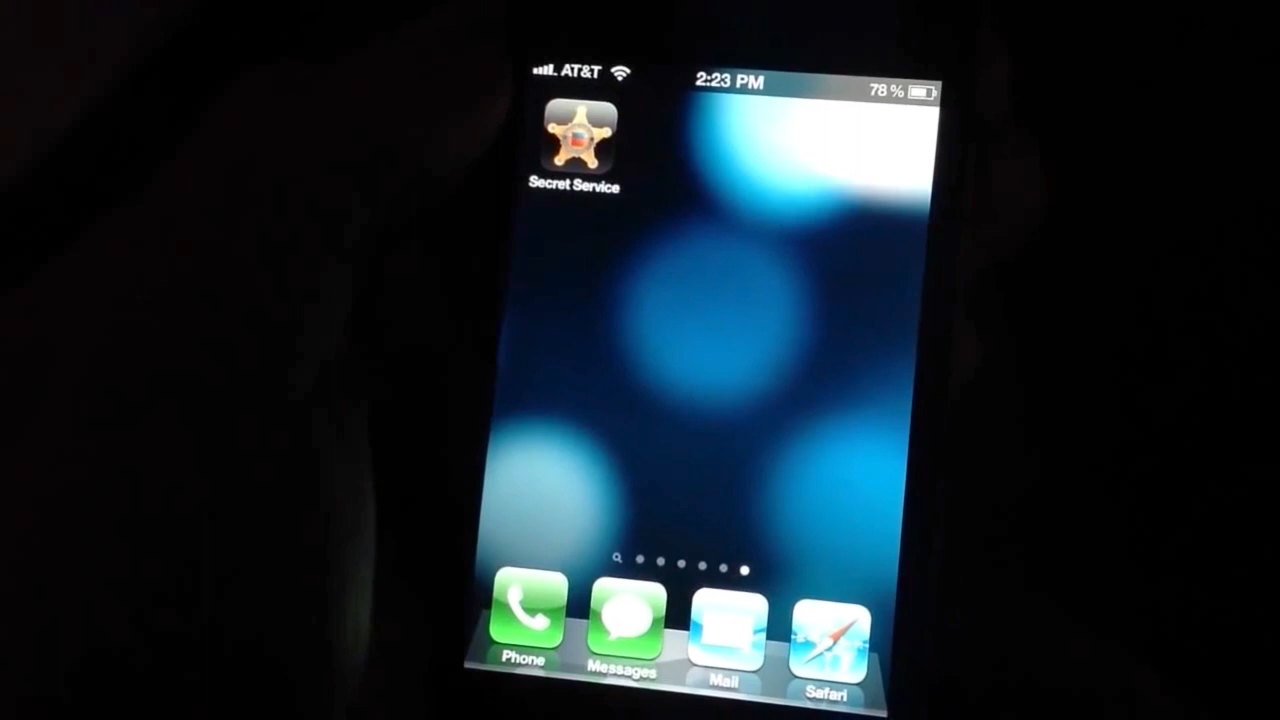 AT&T
2:23 PM
78 %
Secret Service
Phone
Messages
Mail
Safari